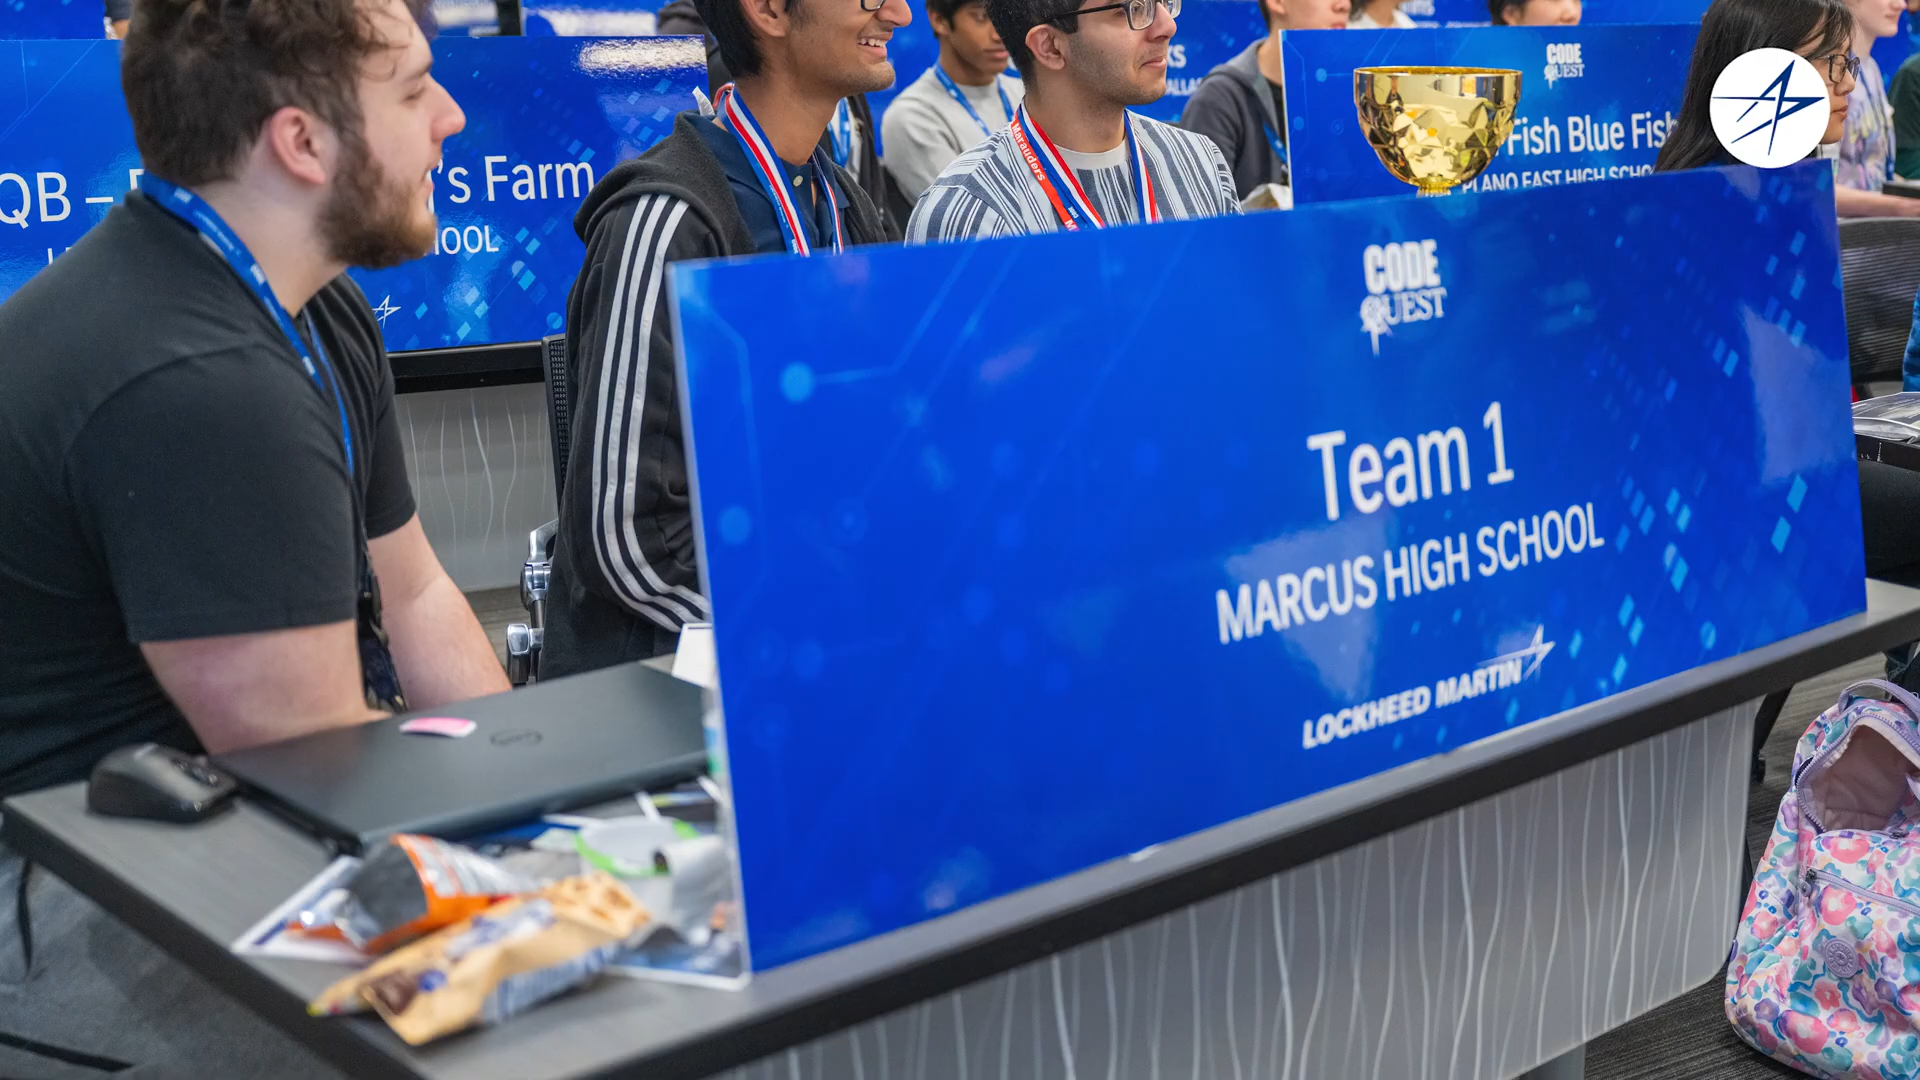 CODE
QUEST
Fish Blue Fish
PLANO EAST HIGH SCHO
QB –
's Farm
OOL
Marauders
CODE
QUEST
Team 1
MARCUS HIGH SCHOOL
LOCKHEED MARTIN